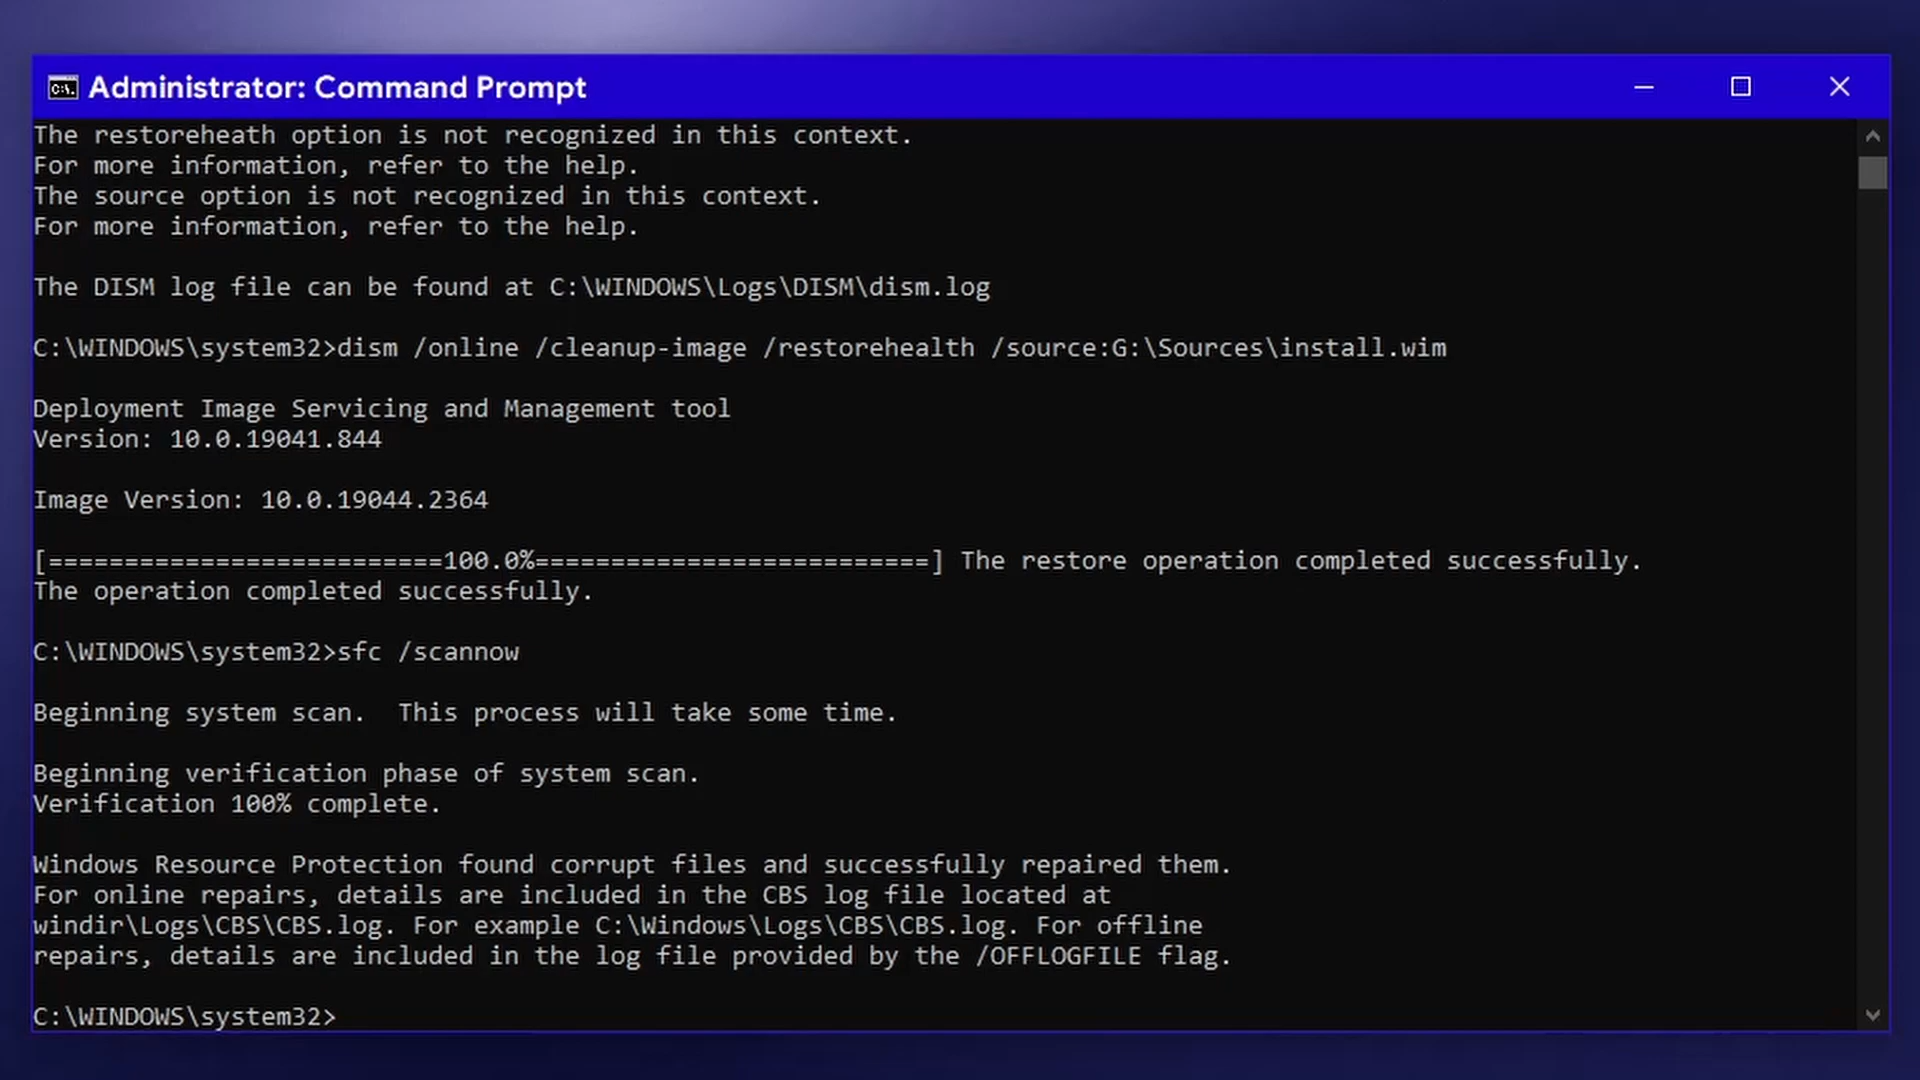 C:\. Administrator: Command Prompt
The restoreheath option is not recognized in this context.
For more information, refer to the help.
The source option is not recognized in this context.
For more information, refer to the help.
The DISM log file can be found at C:\WINDOWS\Logs\DISM\dism.log
C:\WINDOWS\system32>dism /online /cleanup-image /restorehealth /source:G:\Sources\install.wim
Deployment Image Servicing and Management tool
Version: 10.0.19041.844
Image Version: 10.0.19044.2364
[==========================100.0%==========================] The restore operation completed successfully.
The operation completed successfully.
C:\WINDOWS\system32>sfc /scannow
Beginning system scan.  This process will take some time.
Beginning verification phase of system scan.
Verification 100% complete.
Windows Resource Protection found corrupt files and successfully repaired them.
For online repairs, details are included in the CBS log file located at
windir\Logs\CBS\CBS.log. For example C:\Windows\Logs\CBS\CBS.log. For offline
repairs, details are included in the log file provided by the /OFFLOGFILE flag.
C:\WINDOWS\system32>